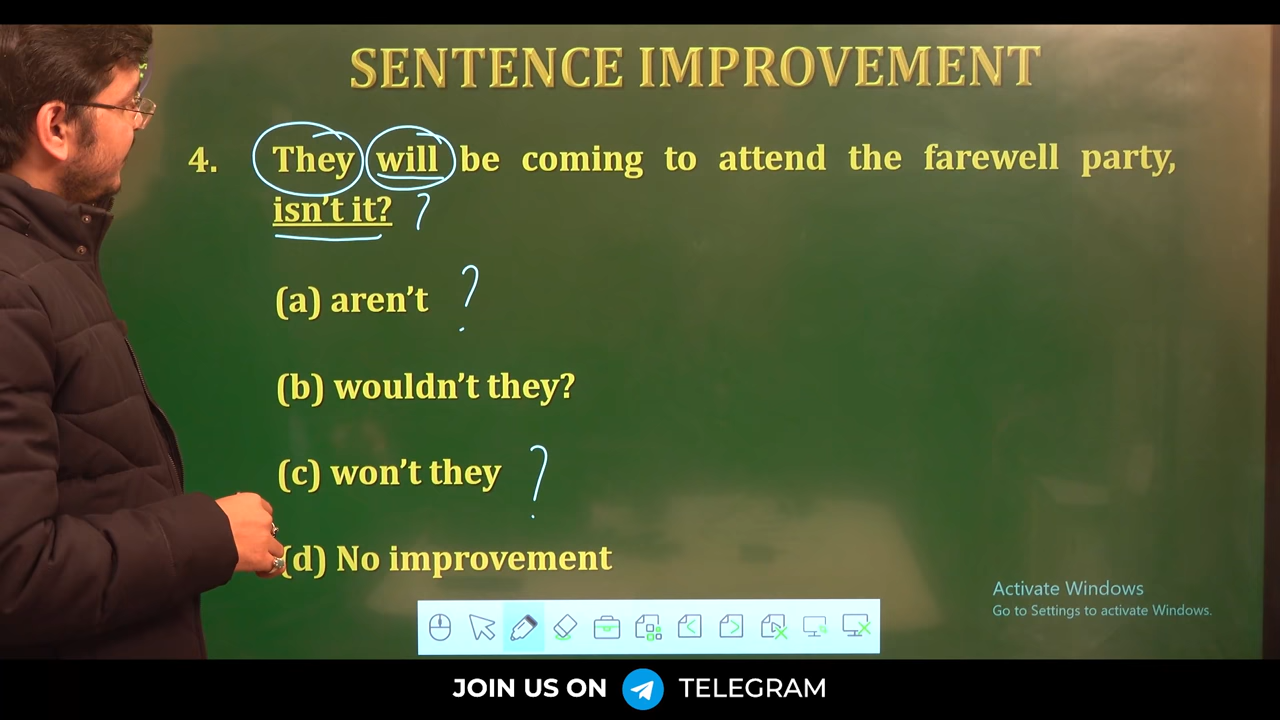 SENTENCE IMPROVEMENT
4. They will be coming to attend the farewell party,
isn't it? ?
(a) aren't ?
(b) wouldn't they?
(c) won't they ?
(d) No improvement
Activate Windows
Go to Settings to activate Windows.
JOIN US ON TELEGRAM